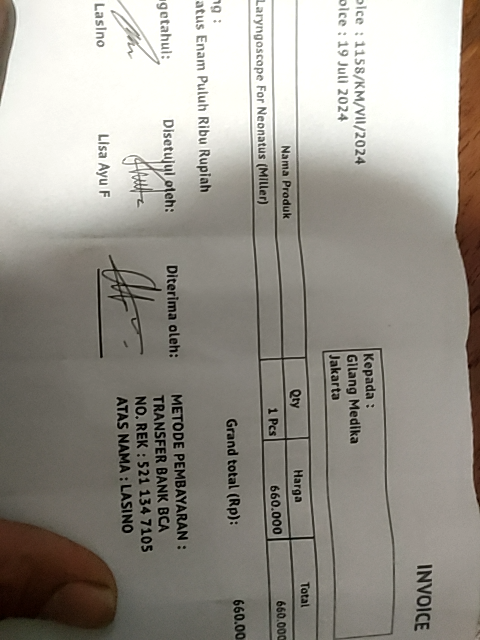 INVOICE
oice : 1158/KM/VII/2024
oice : 19 Juli 2024
Kepada :
Gilang Medika
Jakarta
Nama Produk Qty Harga Total
Laryngoscope For Neonatus (Miller) 1 Pcs 660.000 660.000
Grand total (Rp): 660.00
ng :
atus Enam Puluh Ribu Rupiah
getahui: Disetujui oleh: Diterima oleh:
Lasino Lisa Ayu F
METODE PEMBAYARAN :
TRANSFER BANK BCA
NO. REK : 521 134 7105
ATAS NAMA : LASINO